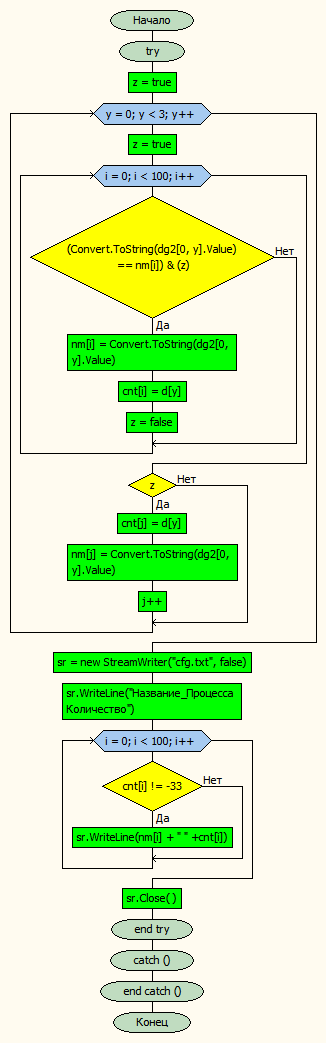 Начало
try
z = true
y = 0; y < 3; y++
z = true
i = 0; i < 100; i++
(Convert.ToString(dg2[0, y].Value)
== nm[i]) & (z)
Нет
Да
nm[i] = Convert.ToString(dg2[0,
y].Value)
cnt[i] = d[y]
z = false
z
Нет
Да
cnt[j] = d[y]
nm[j] = Convert.ToString(dg2[0,
y].Value)
j++
sr = new StreamWriter("cfg.txt", false)
sr.WriteLine("Название_Процесса
Количество")
i = 0; i < 100; i++
cnt[i] != -33
Нет
Да
sr.WriteLine(nm[i] + " " +cnt[i])
sr.Close( )
end try
catch ()
end catch ()
Конец